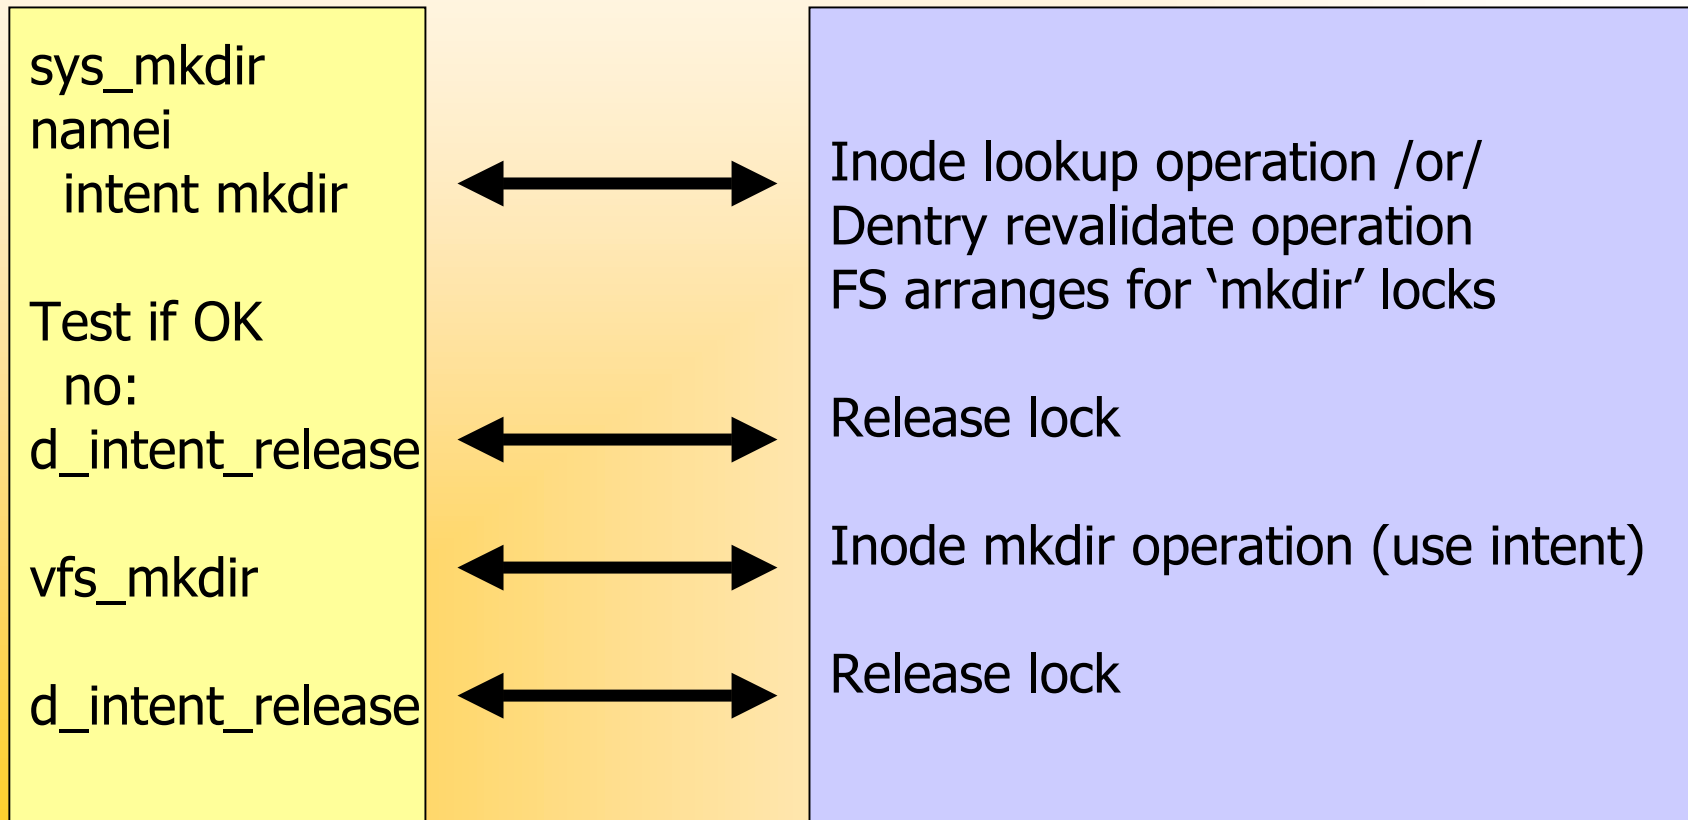 sys_mkdir
namei
intent mkdir
Test if OK
no:
d_intent_release
vfs_mkdir
d_intent_release
Inode lookup operation /or/
Dentry revalidate operation
FS arranges for ‘mkdir’ locks
Release lock
Inode mkdir operation (use intent)
Release lock